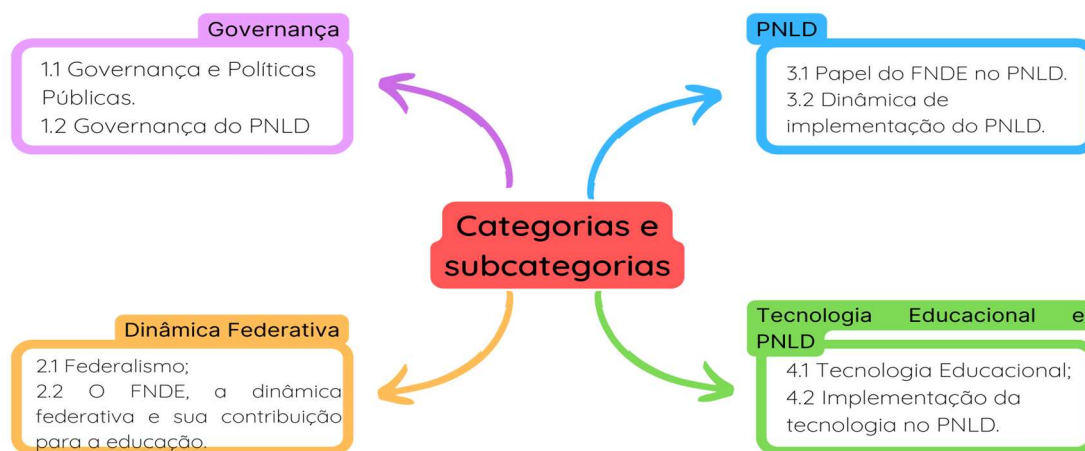 Governança
1.1 Governança e Políticas
Públicas.
1.2 Governança do PNLD
PNLD
3.1 Papel do FNDE no PNLD.
3.2 Dinâmica de
implementação do PNLD.
Categorias e
subcategorias
Dinâmica Federativa
2.1 Federalismo;
2.2 O FNDE, a dinâmica
federativa e sua contribuição
para a educação.
Tecnologia Educacional e
PNLD
4.1 Tecnologia Educacional;
4.2 Implementação da
tecnologia no PNLD.